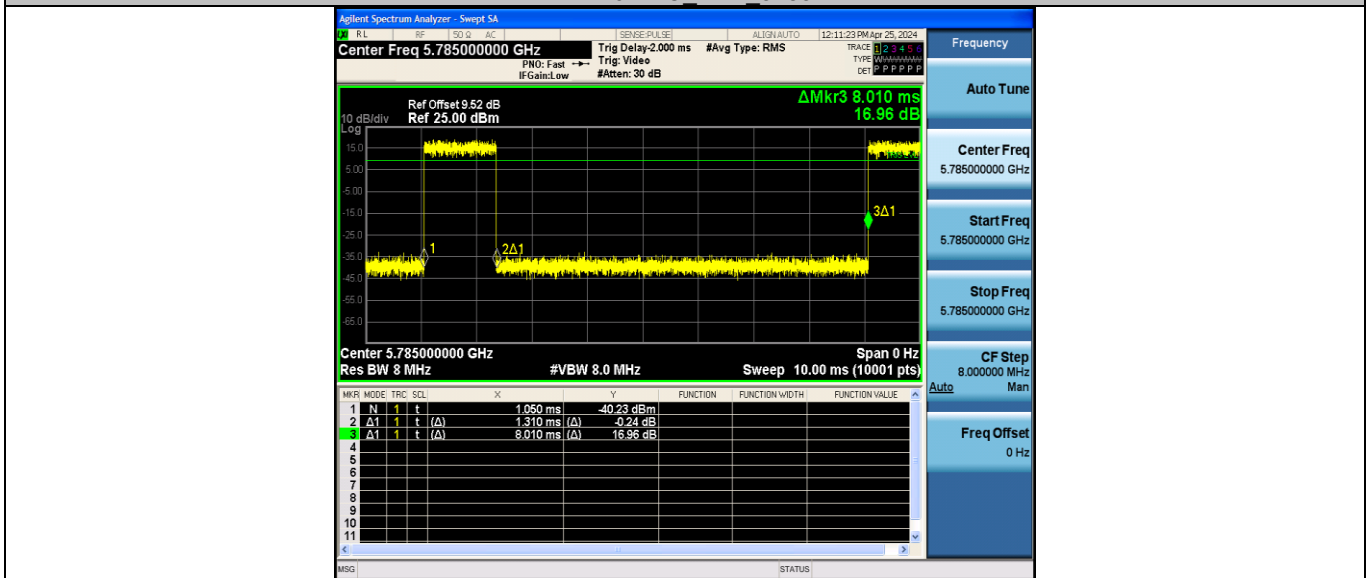 Agilent Spectrum Analyzer - Swept SA
LXI RL RF 50 Ω AC SENSE:PULSE ALIGN AUTO 12:11:23 PM Apr 25, 2024
Center Freq 5.785000000 GHz Trig Delay-2.000 ms #Avg Type: RMS TRACE 1 2 3 4 5 6
PNO: Fast Trig: Video TYPE WWWWWW
IFGain:Low #Atten: 30 dB DET P P P P P P
ΔMkr3 8.010 ms
16.96 dB
Ref Offset 9.52 dB
10 dB/div Ref 25.00 dBm
Log
15.0
5.00
-5.00
-15.0
-25.0
-35.0
-45.0
-55.0
-65.0
1
2Δ1
3Δ1
Center 5.785000000 GHz Span 0 Hz
Res BW 8 MHz #VBW 8.0 MHz Sweep 10.00 ms (10001 pts)
MKR MODE TRC SCL X Y FUNCTION FUNCTION WIDTH FUNCTION VALUE
1 N 1 t 1.050 ms -40.23 dBm
2 Δ1 1 t (Δ) 1.310 ms (Δ) -0.24 dB
3 Δ1 1 t (Δ) 8.010 ms (Δ) 16.96 dB
4
5
6
7
8
9
10
11
MSG STATUS
Frequency
Auto Tune
Center Freq
5.785000000 GHz
Start Freq
5.785000000 GHz
Stop Freq
5.785000000 GHz
CF Step
8.000000 MHz
Auto Man
Freq Offset
0 Hz